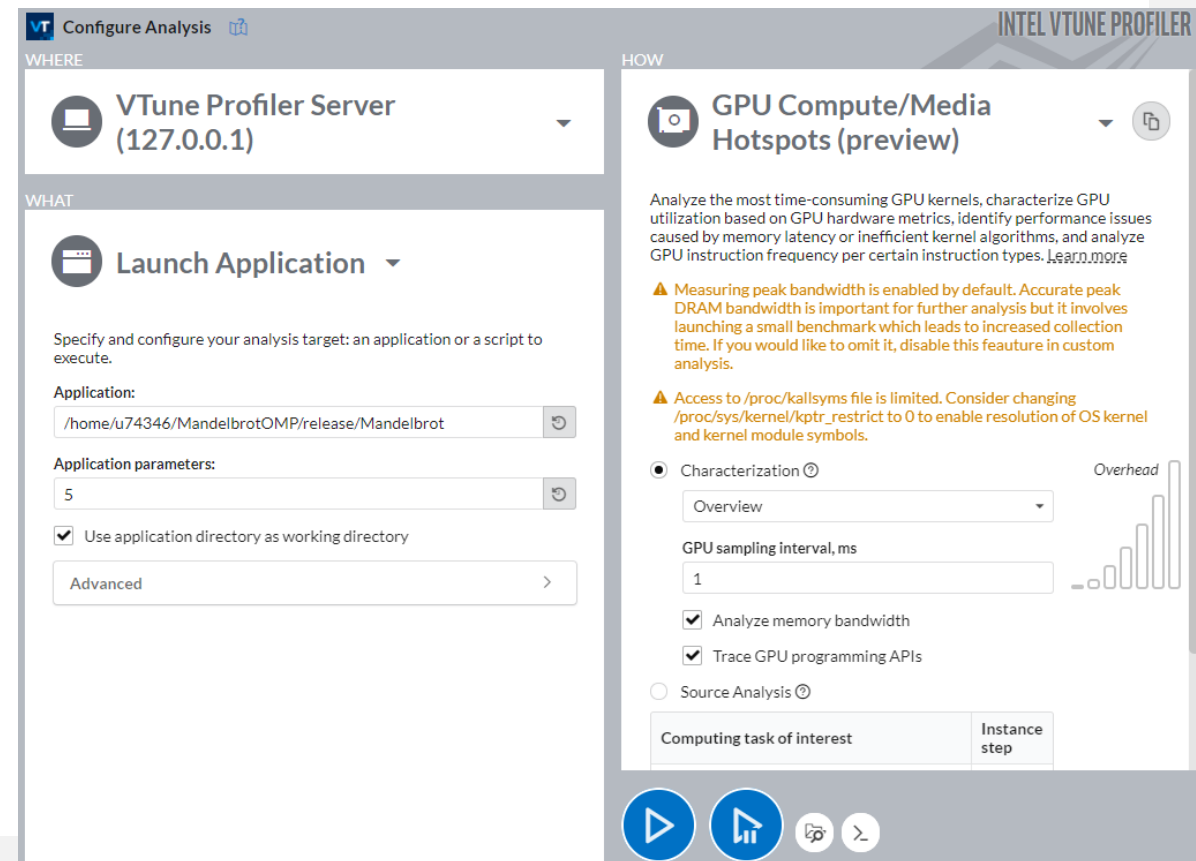 VT Configure Analysis
INTEL VTUNE PROFILER
WHERE
VTune Profiler Server
(127.0.0.1)
WHAT
Launch Application
Specify and configure your analysis target: an application or a script to
execute.
Application:
/home/u74346/MandelbrotOMP/release/Mandelbrot
Application parameters:
5
Use application directory as working directory
Advanced
HOW
GPU Compute/Media
Hotspots (preview)
Analyze the most time-consuming GPU kernels, characterize GPU
utilization based on GPU hardware metrics, identify performance issues
caused by memory latency or inefficient kernel algorithms, and analyze
GPU instruction frequency per certain instruction types. Learn more
Measuring peak bandwidth is enabled by default. Accurate peak
DRAM bandwidth is important for further analysis but it involves
launching a small benchmark which leads to increased collection
time. If you would like to omit it, disable this feauture in custom
analysis.
Access to /proc/kallsyms file is limited. Consider changing
/proc/sys/kernel/kptr_restrict to 0 to enable resolution of OS kernel
and kernel module symbols.
Characterization
Overhead
Overview
GPU sampling interval, ms
1
Analyze memory bandwidth
Trace GPU programming APIs
Source Analysis
Computing task of interest
Instance
step